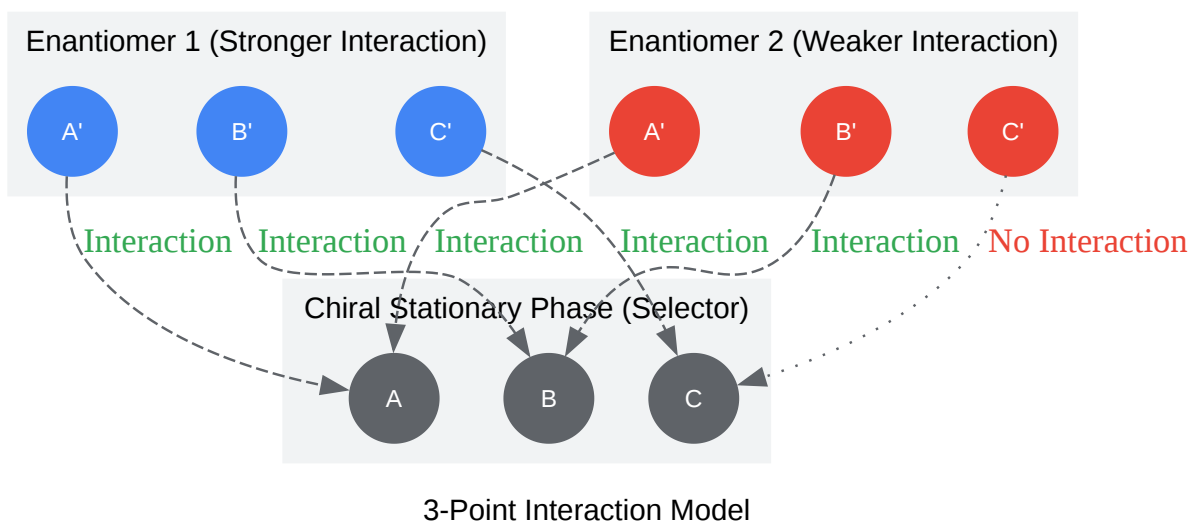 Enantiomer 1 (Stronger Interaction)
Enantiomer 2 (Weaker Interaction)
A'
B'
C'
A'
B'
C'
Interaction
Interaction
Interaction
Interaction
Interaction
No Interaction
Chiral Stationary Phase (Selector)
A
B
C
3-Point Interaction Model